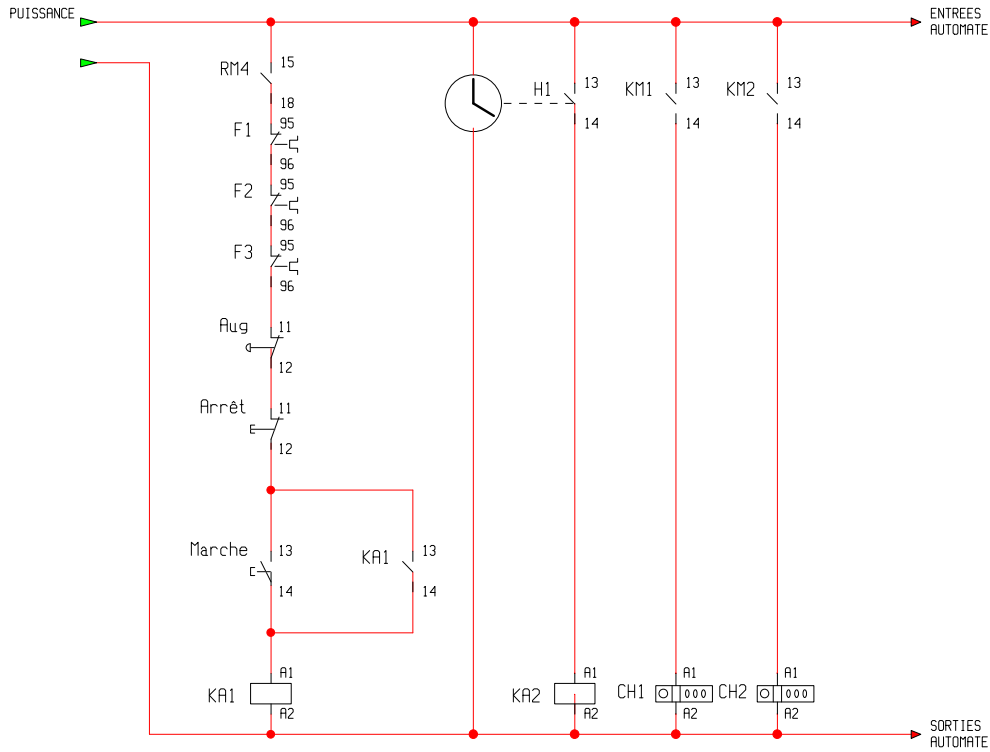 PUISSANCE
ENTREES
AUTOMATE
RM4
15
18
F1
95
96
F2
95
96
F3
95
96
Aug
11
12
Arrêt
11
12
Marche
13
14
KA1
13
14
H1
13
14
KM1
13
14
KM2
13
14
KA1
A1
A2
KA2
A1
A2
CH1
000
A1
A2
CH2
000
A1
A2
SORTIES
AUTOMATE